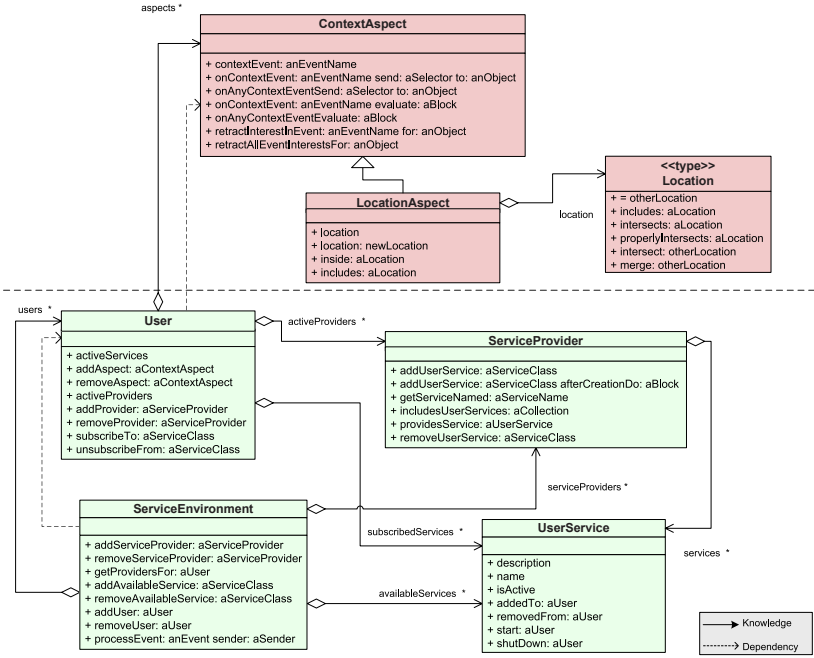 aspects *
ContextAspect
+ contextEvent: anEventName
+ onContextEvent: anEventName send: aSelector to: anObject
+ onAnyContextEventSend: aSelector to: anObject
+ onContextEvent: anEventName evaluate: aBlock
+ onAnyContextEventEvaluate: aBlock
+ retractInterestInEvent: anEventName for: anObject
+ retractAllEventInterestsFor: anObject
LocationAspect
+ location
+ location: newLocation
+ inside: aLocation
+ includes: aLocation
location
<<type>>
Location
+ = otherLocation
+ includes: aLocation
+ intersects: aLocation
+ properlyIntersects: aLocation
+ intersect: otherLocation
+ merge: otherLocation
users *
User
+ activeServices
+ addAspect: aContextAspect
+ removeAspect: aContextAspect
+ activeProviders
+ addProvider: aServiceProvider
+ removeProvider: aServiceProvider
+ subscribeTo: aServiceClass
+ unsubscribeFrom: aServiceClass
activeProviders *
ServiceProvider
+ addUserService: aServiceClass
+ addUserService: aServiceClass afterCreationDo: aBlock
+ getServiceNamed: aServiceName
+ includesUserServices: aCollection
+ providesService: aUserService
+ removeUserService: aServiceClass
serviceProviders *
ServiceEnvironment
+ addServiceProvider: aServiceProvider
+ removeServiceProvider: aServiceProvider
+ getProvidersFor: aUser
+ addAvailableService: aServiceClass
+ removeAvailableService: aServiceClass
+ addUser: aUser
+ removeUser: aUser
+ processEvent: anEvent sender: aSender
subscribedServices *
availableServices *
UserService
+ description
+ name
+ isActive
+ addedTo: aUser
+ removedFrom: aUser
+ start: aUser
+ shutDown: aUser
services *
Knowledge
Dependency